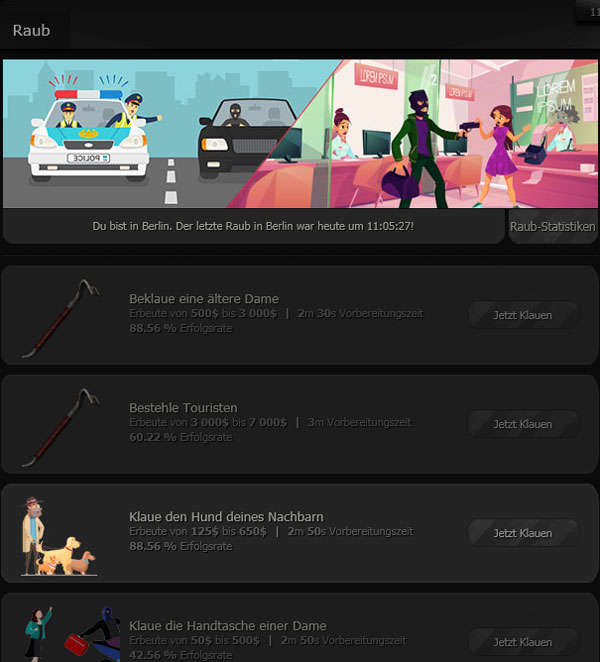 11
Raub
LOREM IPSUM
2
LOREM IPSUM
LOREM
IPSUM
POLICE
Du bist in Berlin. Der letzte Raub in Berlin war heute um 11:05:27!
Raub-Statistiken
Beklaue eine ältere Dame
Erbeute von 500$ bis 3 000$ | 2m 30s Vorbereitungszeit
88.56 % Erfolgsrate
Jetzt Klauen
Bestehle Touristen
Erbeute von 3 000$ bis 7 000$ | 3m Vorbereitungszeit
60.22 % Erfolgsrate
Jetzt Klauen
Klaue den Hund deines Nachbarn
Erbeute von 125$ bis 650$ | 2m 50s Vorbereitungszeit
88.56 % Erfolgsrate
Jetzt Klauen
Klaue die Handtasche einer Dame
Erbeute von 50$ bis 500$ | 2m 50s Vorbereitungszeit
42.56 % Erfolgsrate
Jetzt Klauen